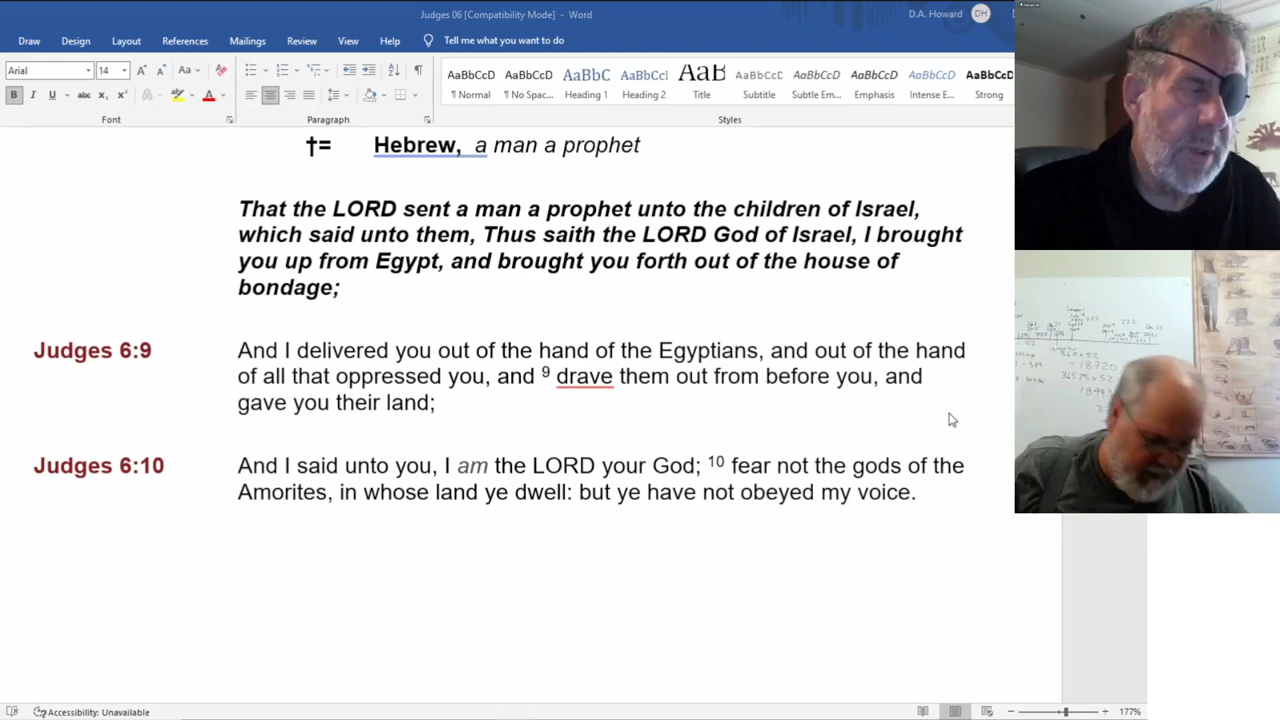 Judges 06 [Compatibility Mode] - Word
D.A. Howard DH
Draw Design Layout References Mailings Review View Help Tell me what you want to do
Arial 14 A A Aa
AaBbCcD AaBbCcD AaBbC AaBbCcI AaB AaBbCcD AaBbCcD AaBbCcD AaBbCcD AaBbCcD
B I U abc x₂ x² A ab A
¶ Normal ¶ No Spac... Heading 1 Heading 2 Title Subtitle Subtle Em... Emphasis Intense E... Strong
Font Paragraph Styles
†= Hebrew, a man a prophet
That the LORD sent a man a prophet unto the children of Israel,
which said unto them, Thus saith the LORD God of Israel, I brought
you up from Egypt, and brought you forth out of the house of
bondage;
Judges 6:9 And I delivered you out of the hand of the Egyptians, and out of the hand
of all that oppressed you, and ⁹ drave them out from before you, and
gave you their land;
Judges 6:10 And I said unto you, I am the LORD your God; ¹⁰ fear not the gods of the
Amorites, in whose land ye dwell: but ye have not obeyed my voice.
360x52
18720
Accessibility: Unavailable 177%